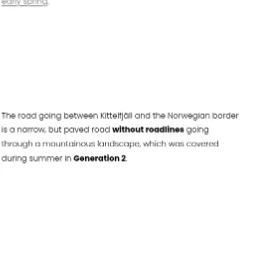 early spring.
The road going between Kittelfjäll and the Norwegian border
is a narrow, but paved road without roadlines going
through a mountainous landscape, which was covered
during summer in Generation 2.